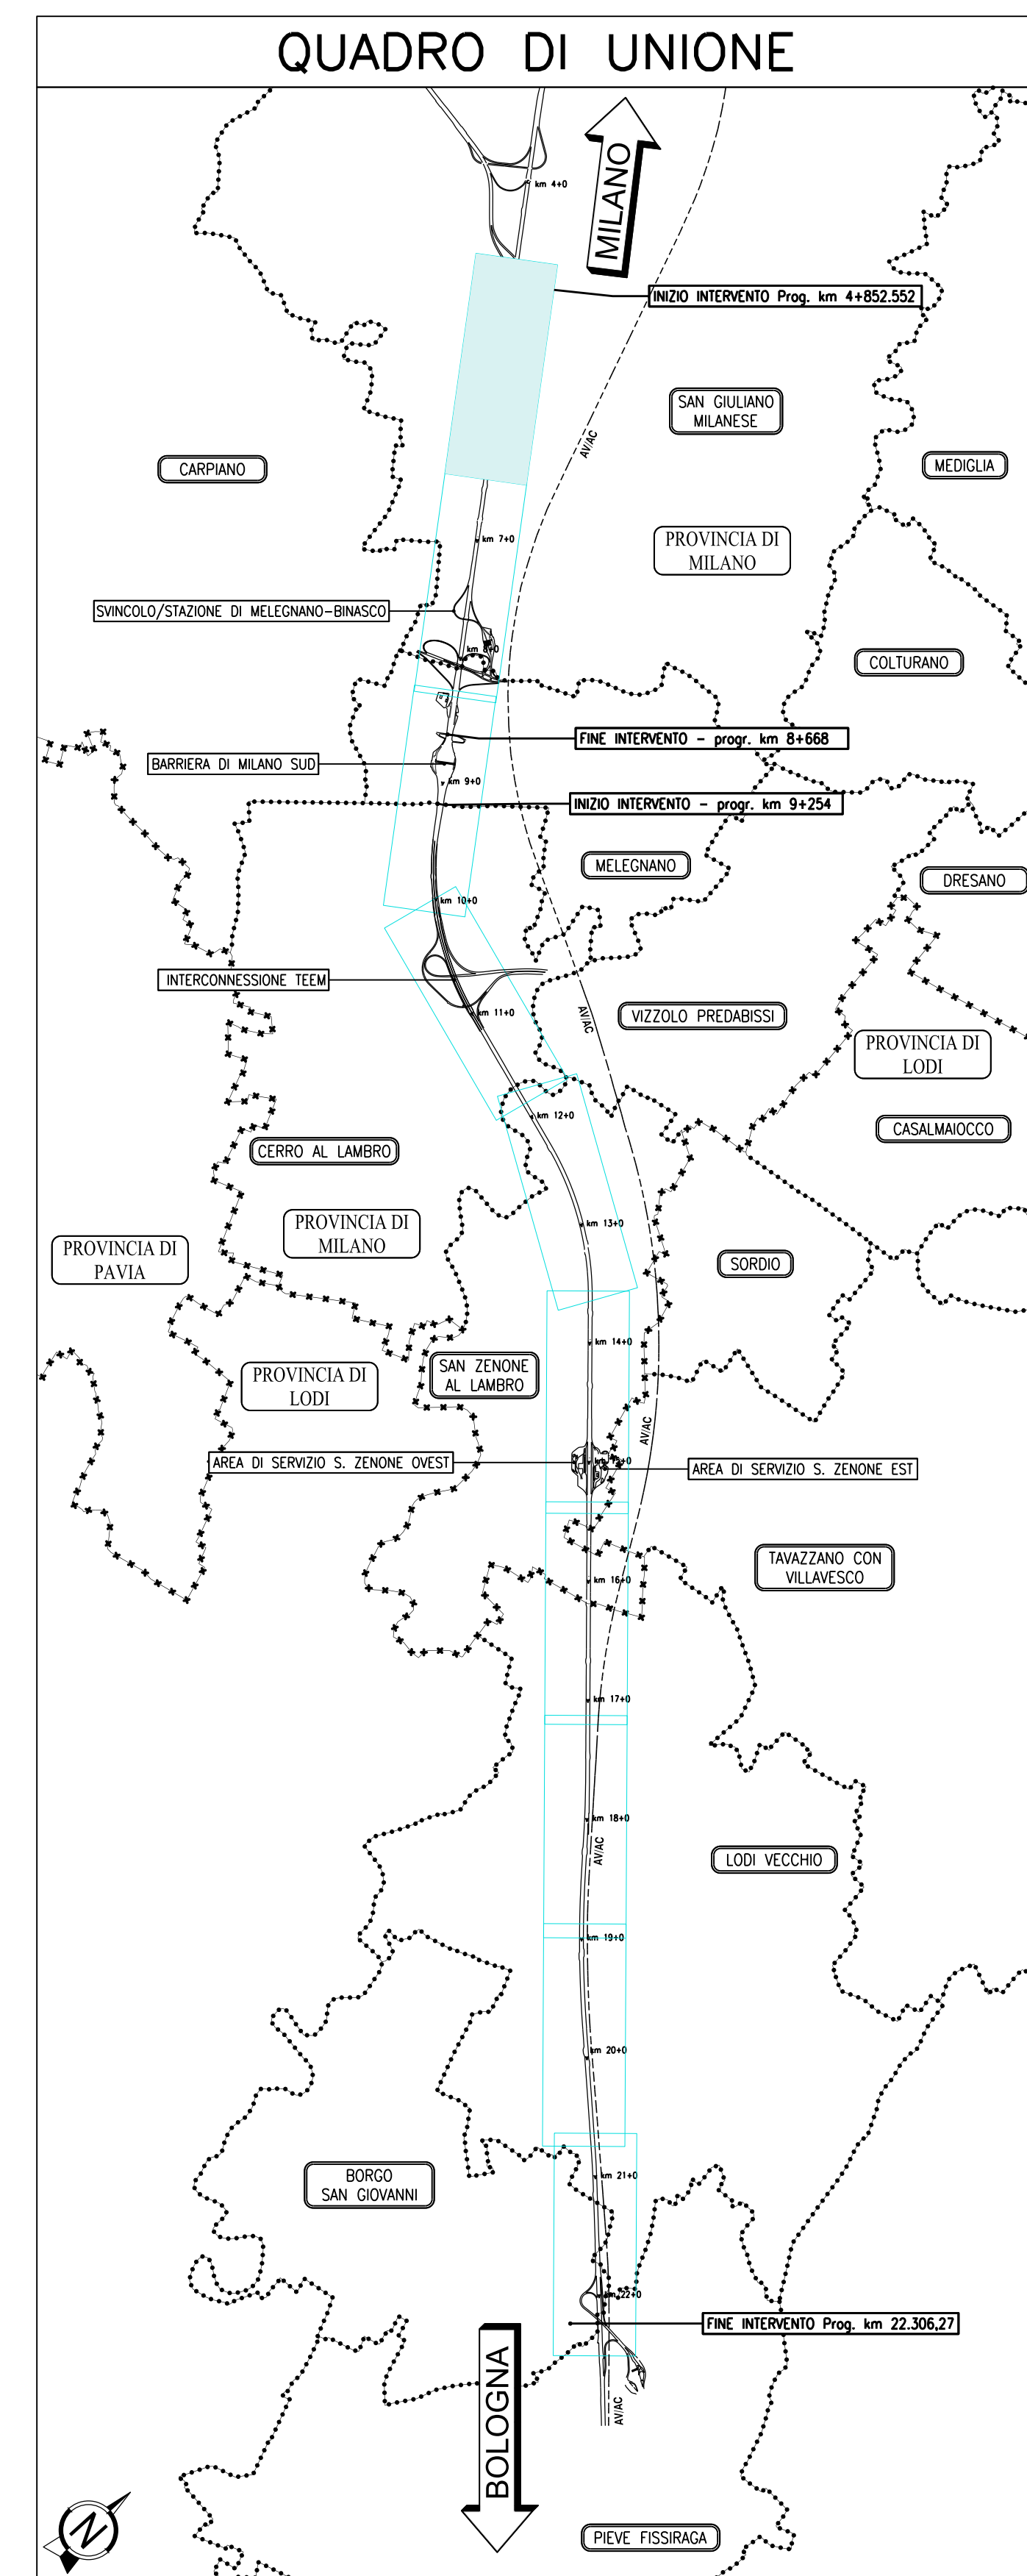 QUADRO DI UNIONE
MILANO
km 4+0
INIZIO INTERVENTO Prog. km 4+852.552
SAN GIULIANO
MILANESE
AV/AC
CARPIANO
MEDIGLIA
km 7+0
PROVINCIA DI
MILANO
SVINCOLO/STAZIONE DI MELEGNANO-BINASCO
km 8+0
COLTURANO
FINE INTERVENTO - progr. km 8+668
BARRIERA DI MILANO SUD
km 9+0
INIZIO INTERVENTO - progr. km 9+254
MELEGNANO
DRESANO
km 10+0
INTERCONNESSIONE TEEM
km 11+0
AV/AC
VIZZOLO PREDABISSI
PROVINCIA DI
LODI
km 12+0
CASALMAIOCCO
CERRO AL LAMBRO
PROVINCIA DI
MILANO
km 13+0
PROVINCIA DI
PAVIA
SORDIO
km 14+0
SAN ZENONE
AL LAMBRO
PROVINCIA DI
LODI
AV/AC
AREA DI SERVIZIO S. ZENONE OVEST
AREA DI SERVIZIO S. ZENONE EST
TAVAZZANO CON
VILLAVESCO
km 16+0
km 17+0
km 18+0
AV/AC
LODI VECCHIO
km 19+0
km 20+0
km 21+0
BORGO
SAN GIOVANNI
km 22+0
FINE INTERVENTO Prog. km 22.306,27
BOLOGNA
AV/AC
N
PIEVE FISSIRAGA